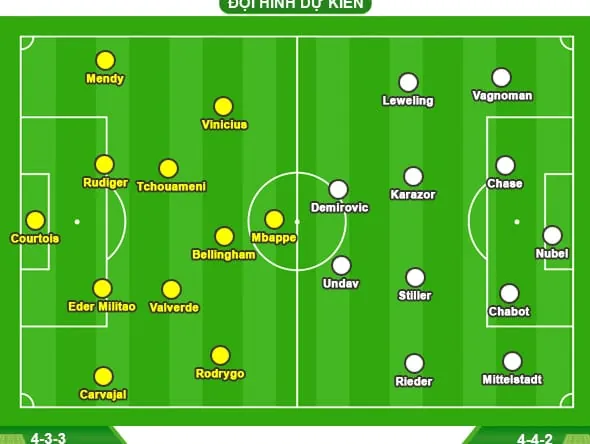 ĐỘI HÌNH DỰ KIẾN
Mendy
Vinicius
Leweling
Vagnoman
Rudiger
Tchouameni
Karazor
Chase
Demirovic
Courtois
Mbappe
Bellingham
Nubel
Undav
Stiller
Eder Militao
Valverde
Chabot
Rodrygo
Rieder
Mittelstadt
Carvajal
4-3-3
4-4-2